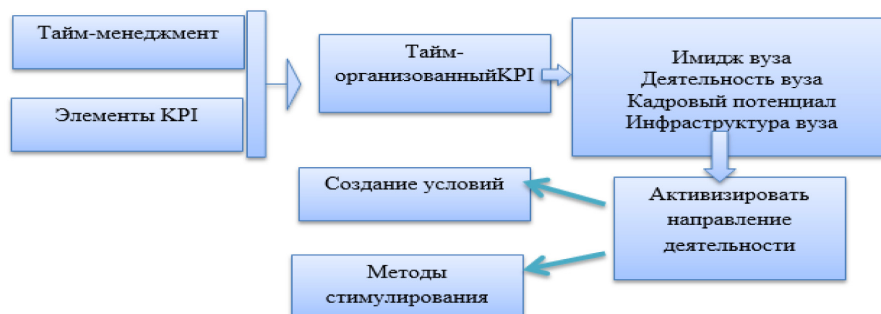 Тайм-менеджмент
Элементы KPI
Тайм-
организованныйKPI
Имидж вуза
Деятельность вуза
Кадровый потенциал
Инфраструктура вуза
Создание условий
Активизировать
направление
деятельности
Методы
стимулирования